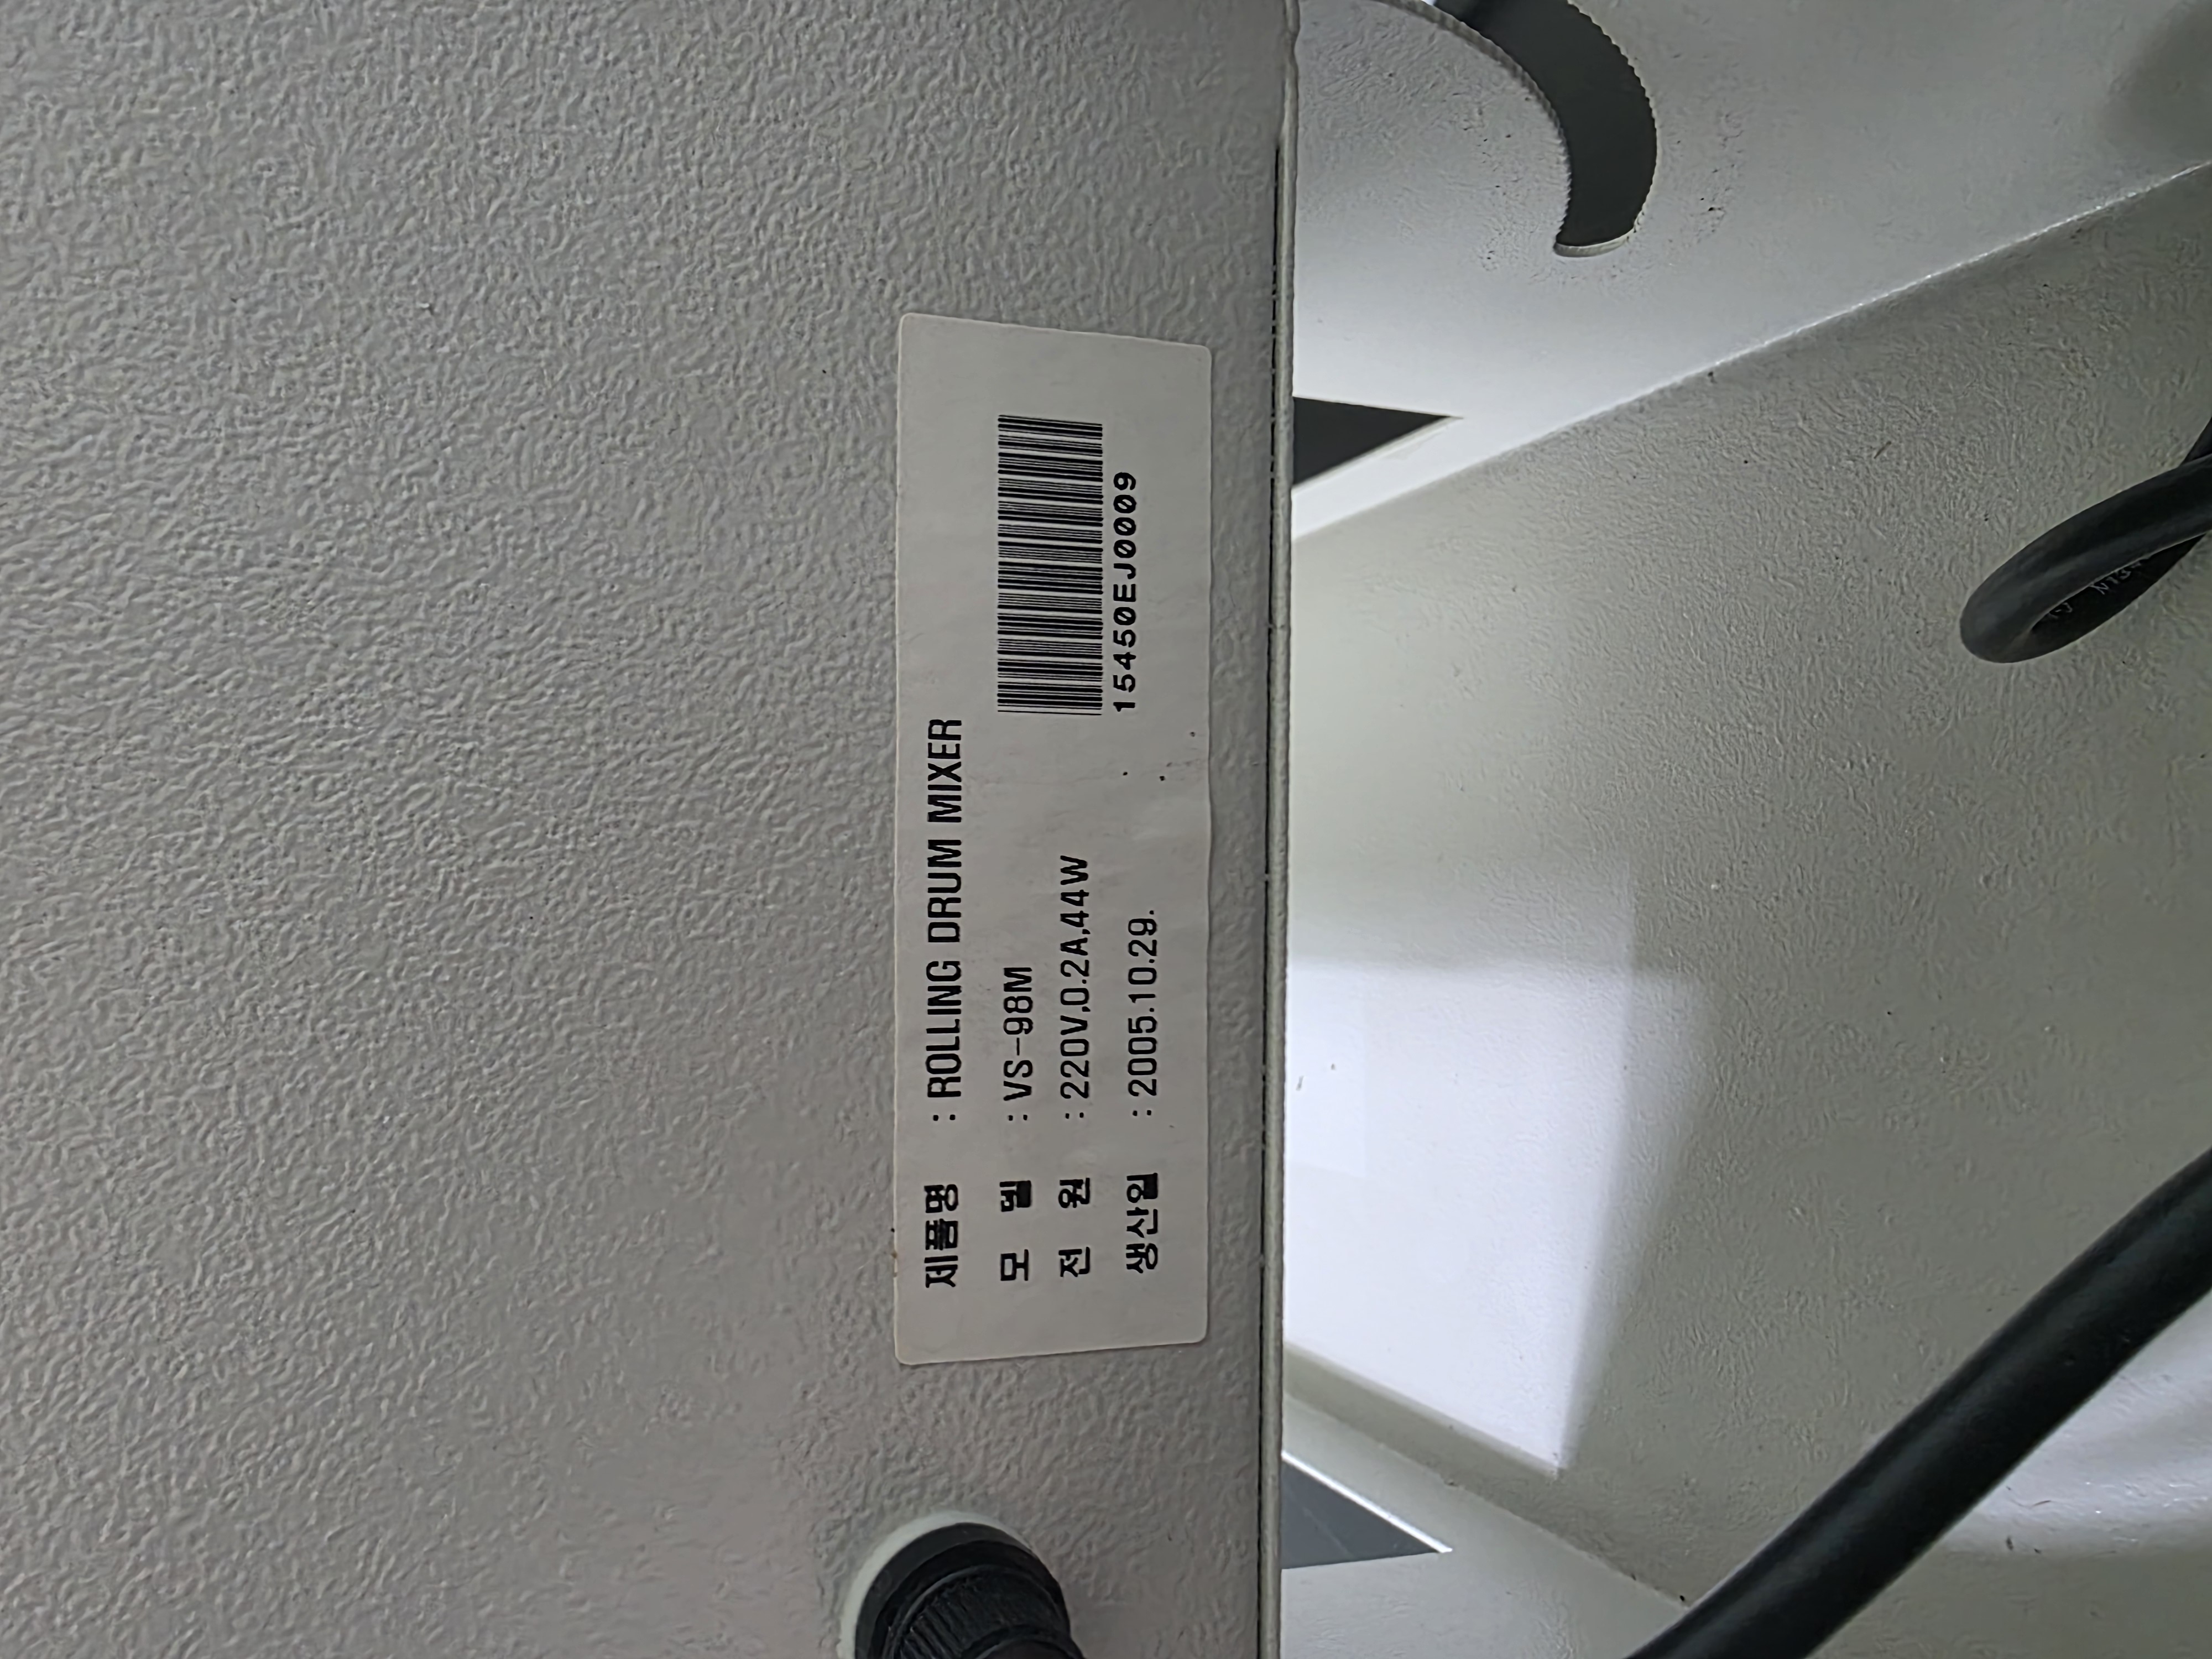 제품명 : ROLLING DRUM MIXER
모 델 : VS-98M
전 원 : 220V,0.2A,44W
생산일 : 2005.10.29.
15450EJ0009